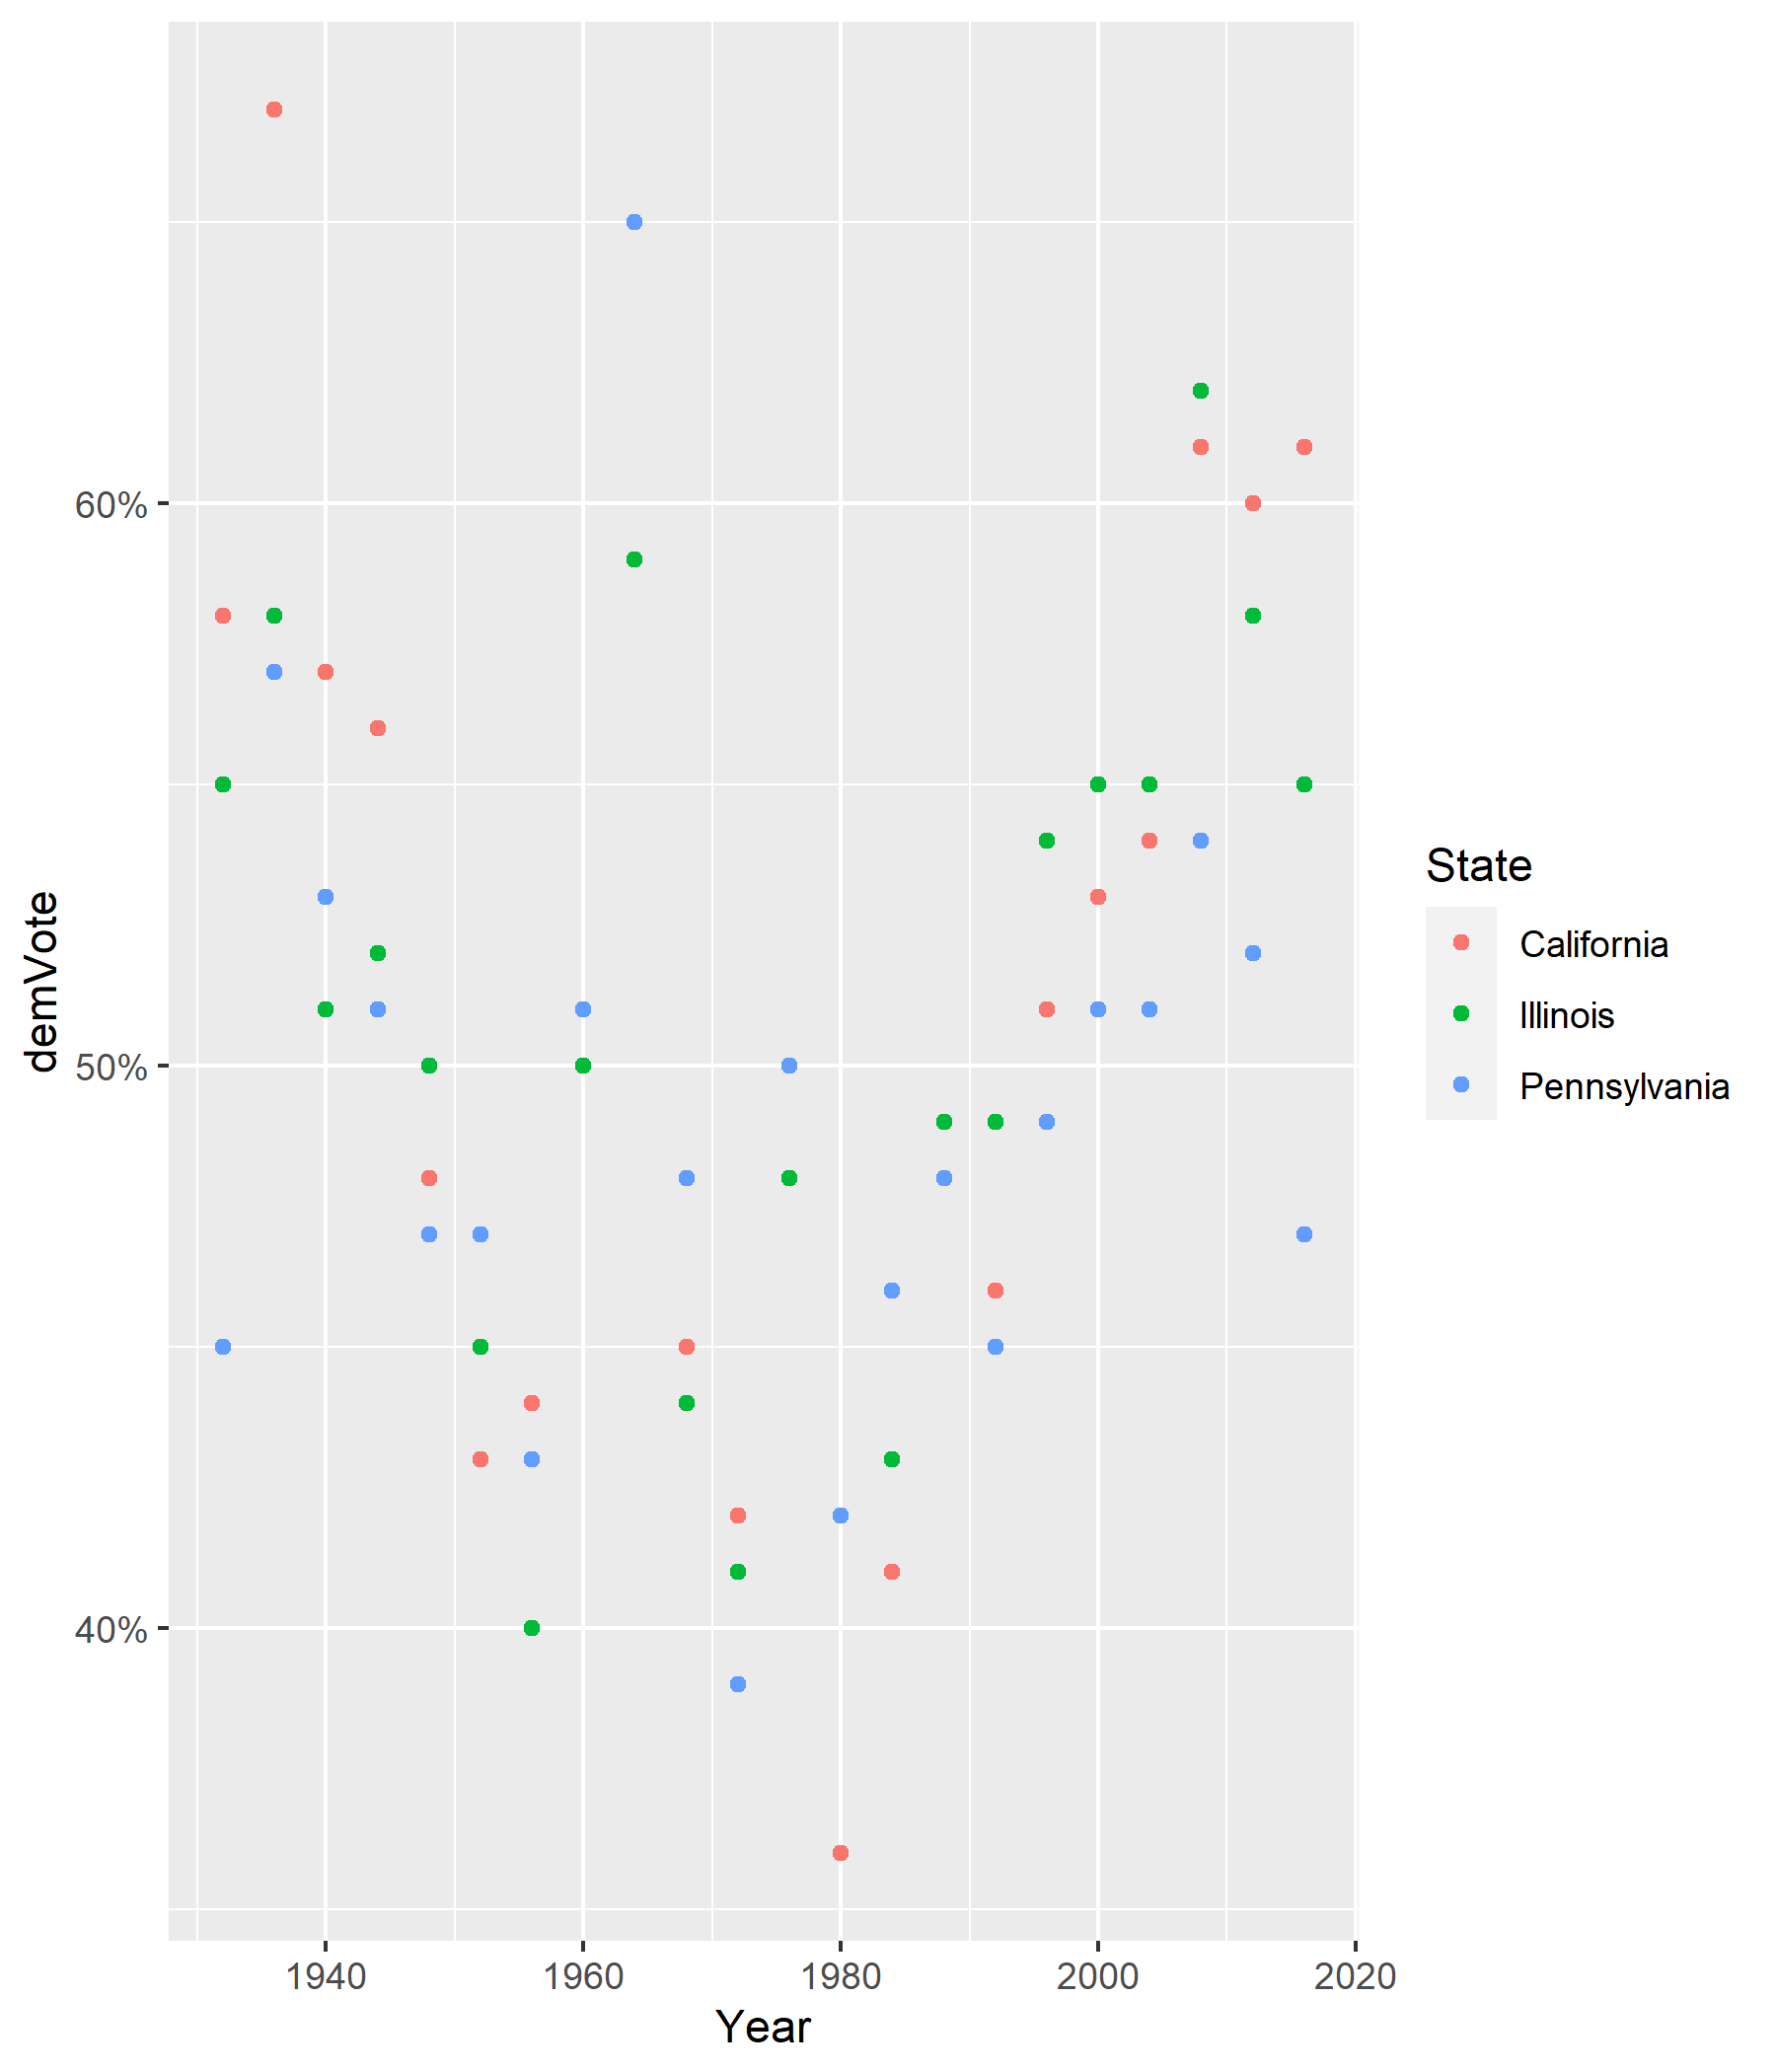 demVote
60%
50%
40%
1940
1960
1980
2000
2020
Year
State
California
Illinois
Pennsylvania